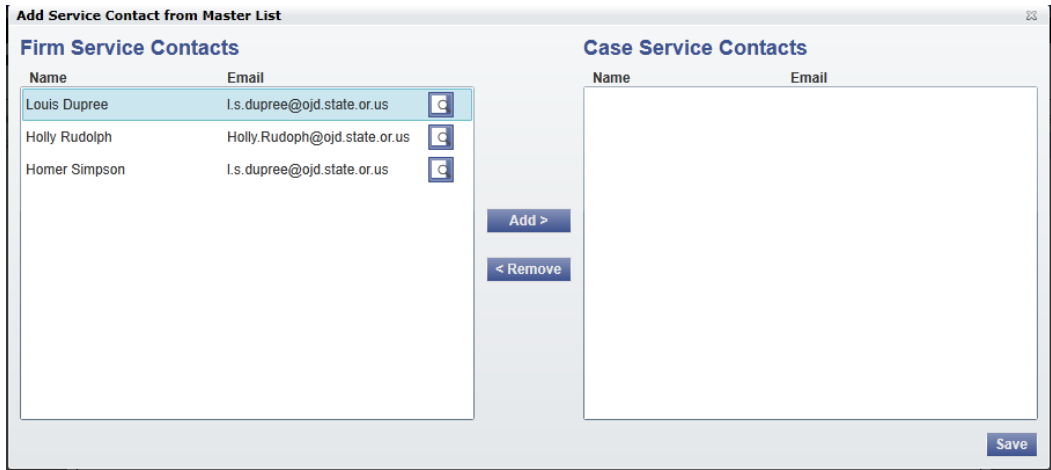 Add Service Contact from Master List
Firm Service Contacts
Name Email
Louis Dupree l.s.dupree@ojd.state.or.us
Holly Rudolph Holly.Rudoph@ojd.state.or.us
Homer Simpson l.s.dupree@ojd.state.or.us
Add >
< Remove
Case Service Contacts
Name Email
Save